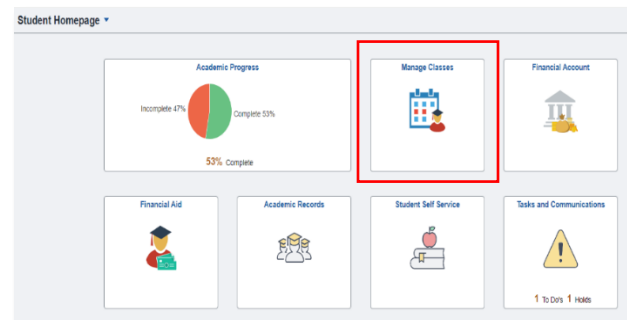 Student Homepage
Academic Progress
Incomplete 47%
Complete 53%
53% Complete
Manage Classes
Financial Account
Financial Aid
Academic Records
Student Self Service
Tasks and Communications
1 To Do's 1 Holds